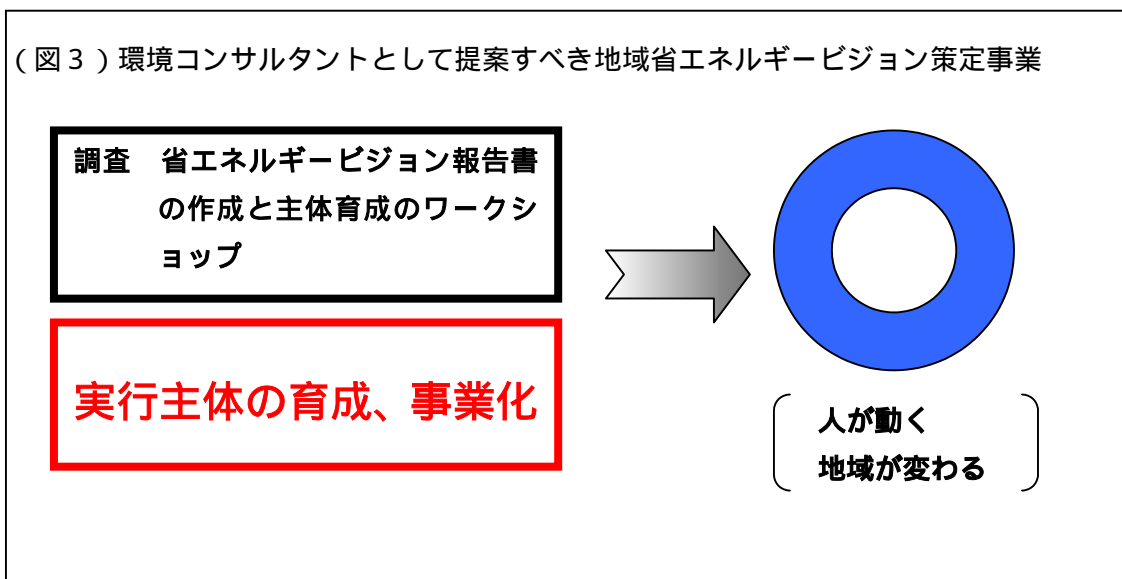 (図3)環境コンサルタントとして提案すべき地域省エネルギービジョン策定事業
調査　省エネルギービジョン報告書
の作成と主体育成のワークシ
ョップ
実行主体の育成、事業化
人が動く
地域が変わる